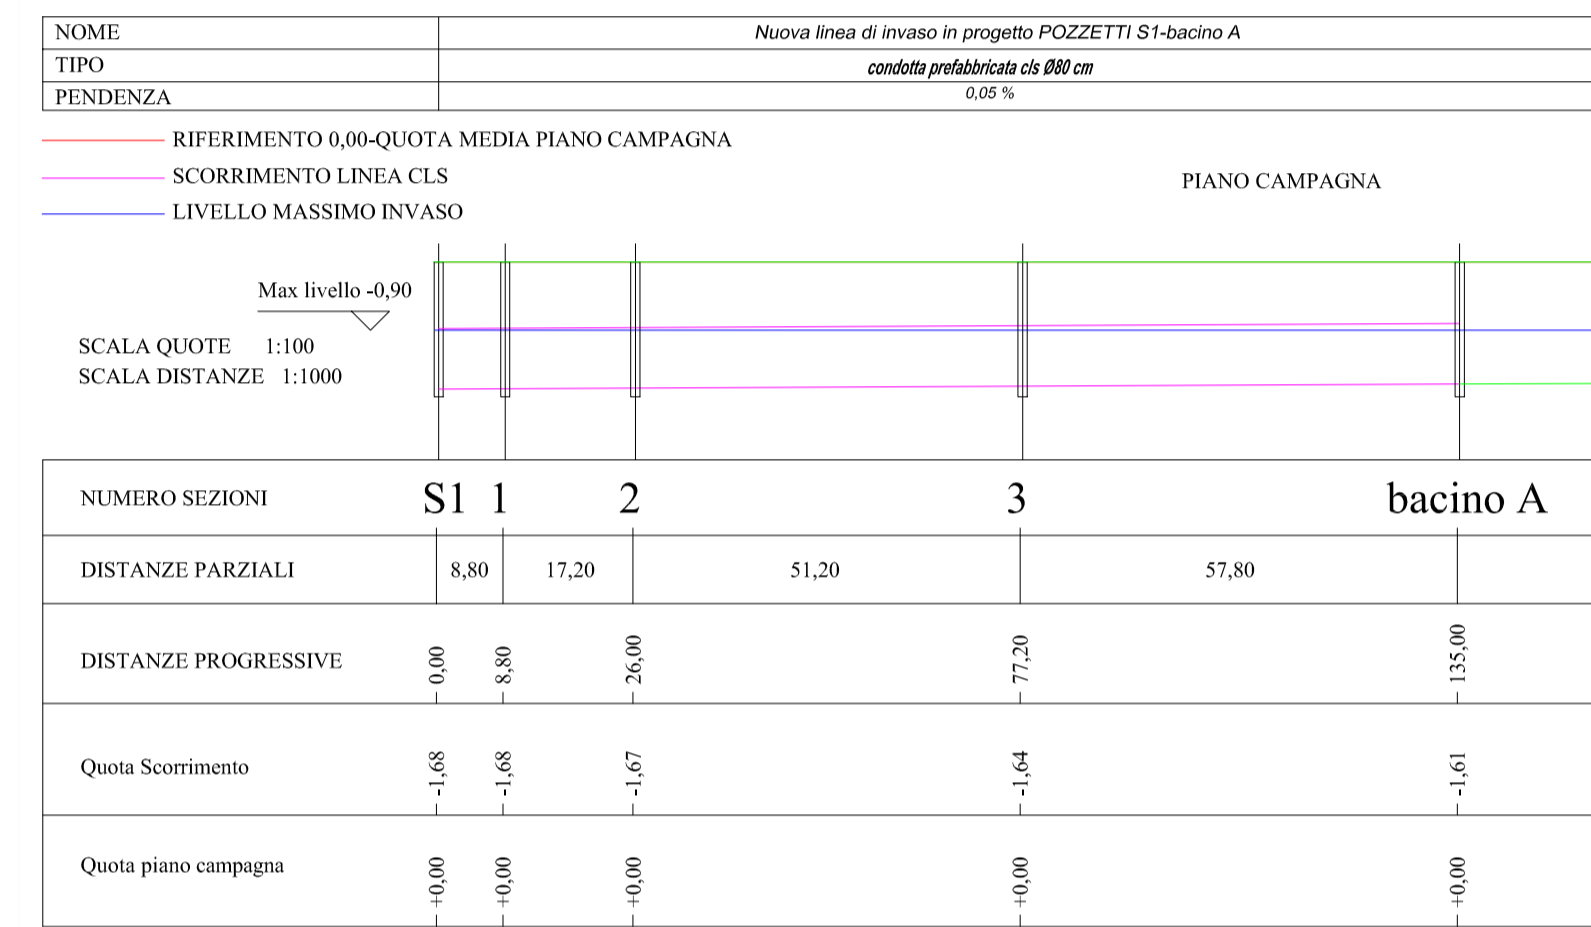 NOME Nuova linea di invaso in progetto POZZETTI S1-bacino A
TIPO condotta prefabbricata cls Ø80 cm
PENDENZA 0,05 %
RIFERIMENTO 0,00-QUOTA MEDIA PIANO CAMPAGNA
SCORRIMENTO LINEA CLS
PIANO CAMPAGNA
LIVELLO MASSIMO INVASO
Max livello -0,90
SCALA QUOTE 1:100
SCALA DISTANZE 1:1000
NUMERO SEZIONI S1 1 2 3 bacino A
DISTANZE PARZIALI 8,80 17,20 51,20 57,80
DISTANZE PROGRESSIVE 0,00 8,80 26,00 77,20 135,00
Quota Scorrimento -1,68 -1,68 -1,67 -1,64 -1,61
Quota piano campagna +0,00 +0,00 +0,00 +0,00 +0,00